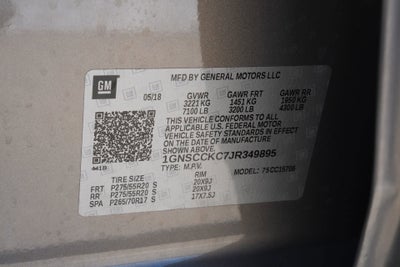 GM
MFD BY GENERAL MOTORS LLC
05/18 GVWR GAWR FRT GAWR RR
3221 KG 1451 KG 1950 KG
7100 LB 3200 LB 4300 LB
THIS VEHICLE CONFORMS TO ALL
APPLICABLE U.S. FEDERAL MOTOR
VEHICLE SAFETY STANDARDS IN EFFECT
ON THE DATE OF MANUFACTURE
SHOWN ABOVE.
1GNSCCKC7JR349895
TYPE: M.P.V. MODEL: 7SCC15706
TIRE SIZE RIM
FRT P275/55R20 S 20X9J
RR P275/55R20 S 20X9J
SPA P265/70R17 S 17X7.5J